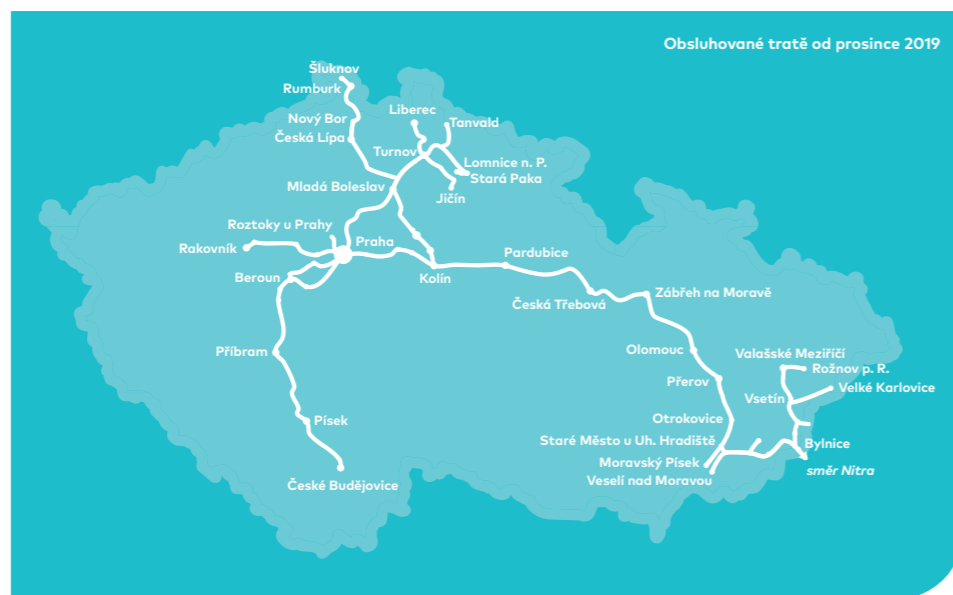 Obsluhované tratě od prosince 2019
Šluknov
Rumburk
Nový Bor
Česká Lípa
Liberec
Tanvald
Turnov
Lomnice n. P.
Stará Paka
Mladá Boleslav
Jičín
Roztoky u Prahy
Praha
Rakovník
Beroun
Kolín
Pardubice
Česká Třebová
Zábřeh na Moravě
Příbram
Olomouc
Valašské Meziříčí
Rožnov p. R.
Přerov
Velké Karlovice
Vsetín
Písek
Otrokovice
Staré Město u Uh. Hradiště
Bylnice
Moravský Písek
směr Nitra
Veselí nad Moravou
České Budějovice